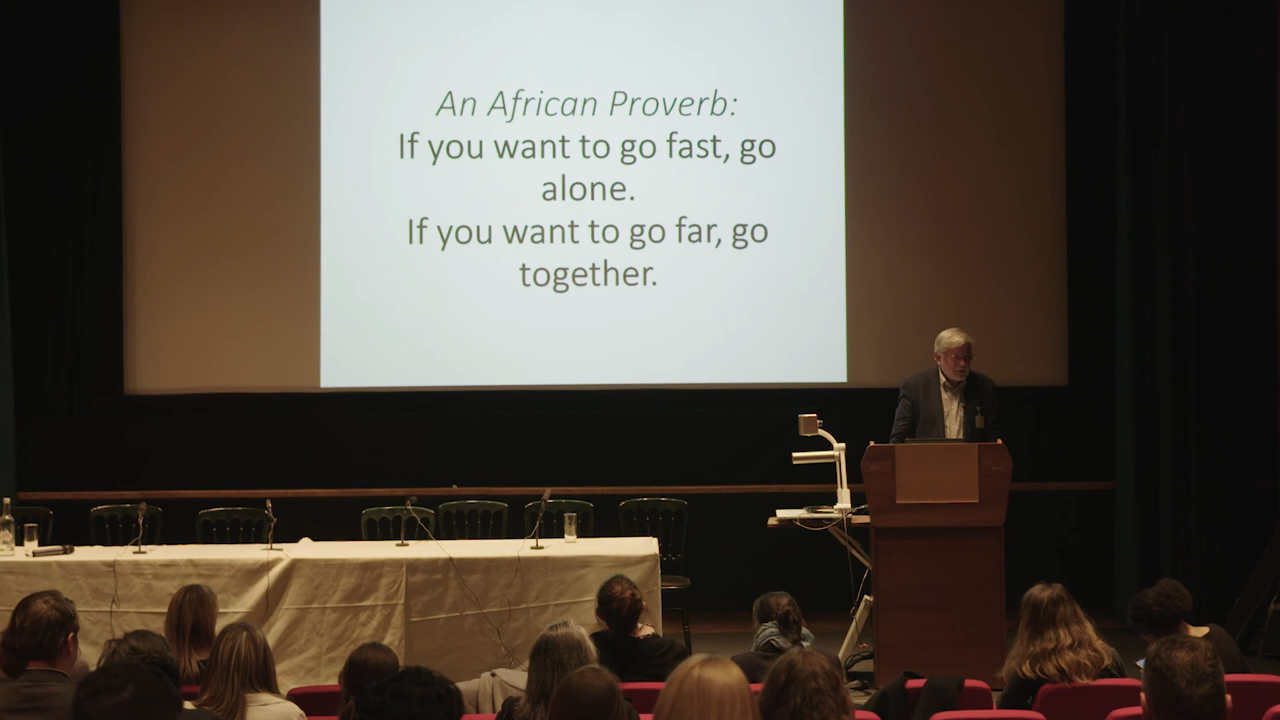 An African Proverb:
If you want to go fast, go
alone.
If you want to go far, go
together.